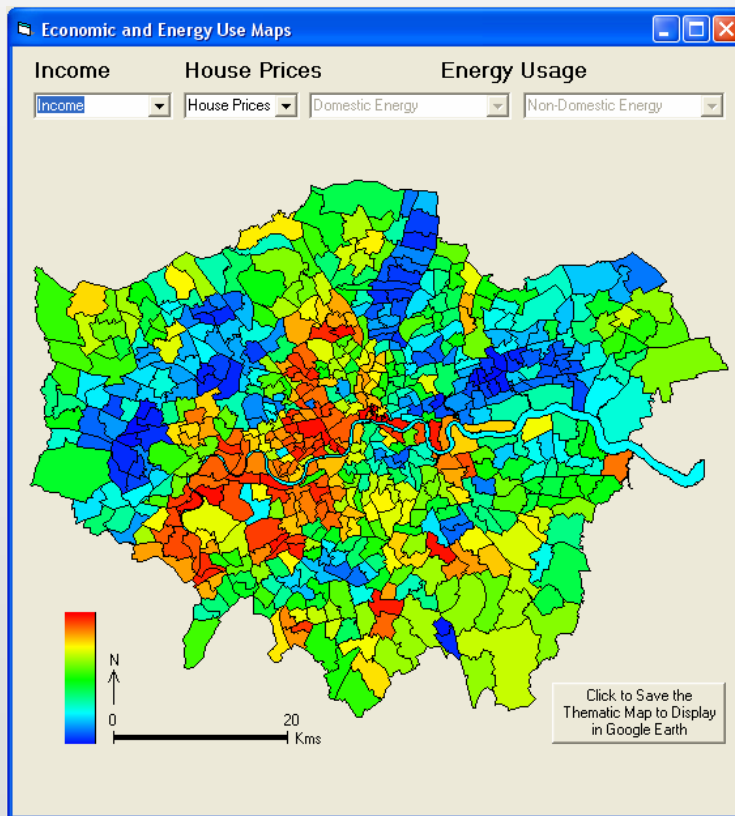 Economic and Energy Use Maps
Income House Prices Energy Usage
Income House Prices Domestic Energy Non-Domestic Energy
N
0 20
Kms
Click to Save the
Thematic Map to Display
in Google Earth